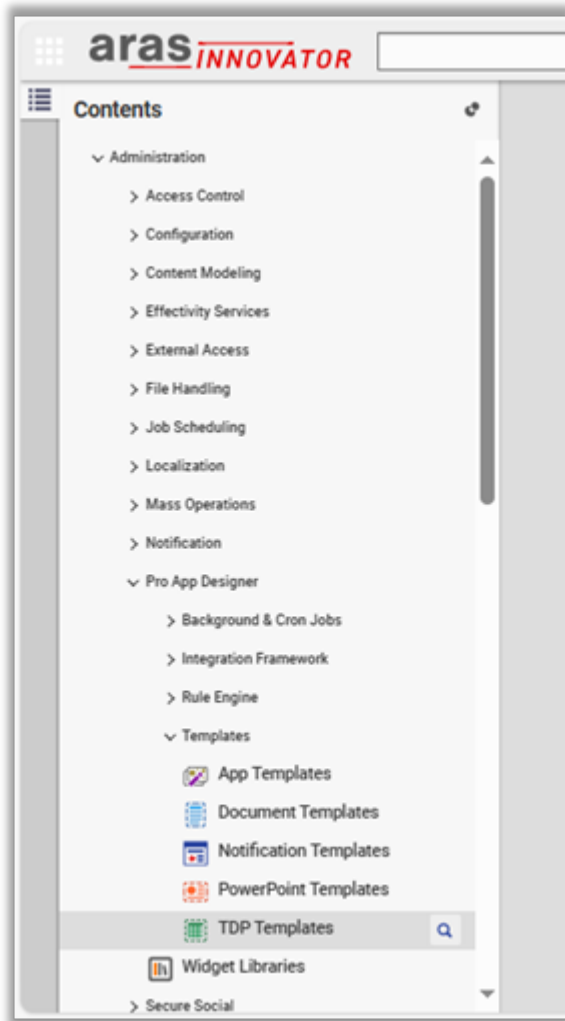 aras INNOVATOR
Contents
Administration
Access Control
Configuration
Content Modeling
Effectivity Services
External Access
File Handling
Job Scheduling
Localization
Mass Operations
Notification
Pro App Designer
Background & Cron Jobs
Integration Framework
Rule Engine
Templates
App Templates
Document Templates
Notification Templates
PowerPoint Templates
TDP Templates
Widget Libraries
Secure Social